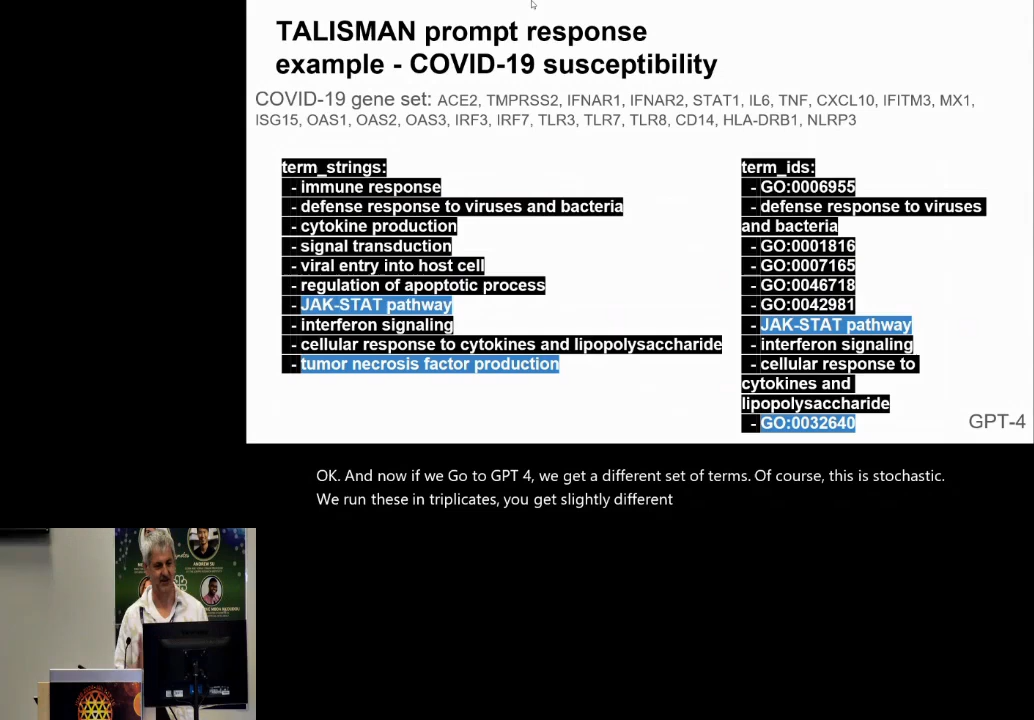 TALISMAN prompt response
example - COVID-19 susceptibility
COVID-19 gene set: ACE2, TMPRSS2, IFNAR1, IFNAR2, STAT1, IL6, TNF, CXCL10, IFITM3, MX1,
ISG15, OAS1, OAS2, OAS3, IRF3, IRF7, TLR3, TLR7, TLR8, CD14, HLA-DRB1, NLRP3
term_strings:
- immune response
- defense response to viruses and bacteria
- cytokine production
- signal transduction
- viral entry into host cell
- regulation of apoptotic process
- JAK-STAT pathway
- interferon signaling
- cellular response to cytokines and lipopolysaccharide
- tumor necrosis factor production
term_ids:
- GO:0006955
- defense response to viruses
and bacteria
- GO:0001816
- GO:0007165
- GO:0046718
- GO:0042981
- JAK-STAT pathway
- interferon signaling
- cellular response to
cytokines and
lipopolysaccharide
- GO:0032640
GPT-4
OK. And now if we Go to GPT 4, we get a different set of terms. Of course, this is stochastic.
We run these in triplicates, you get slightly different
ANDREW SU